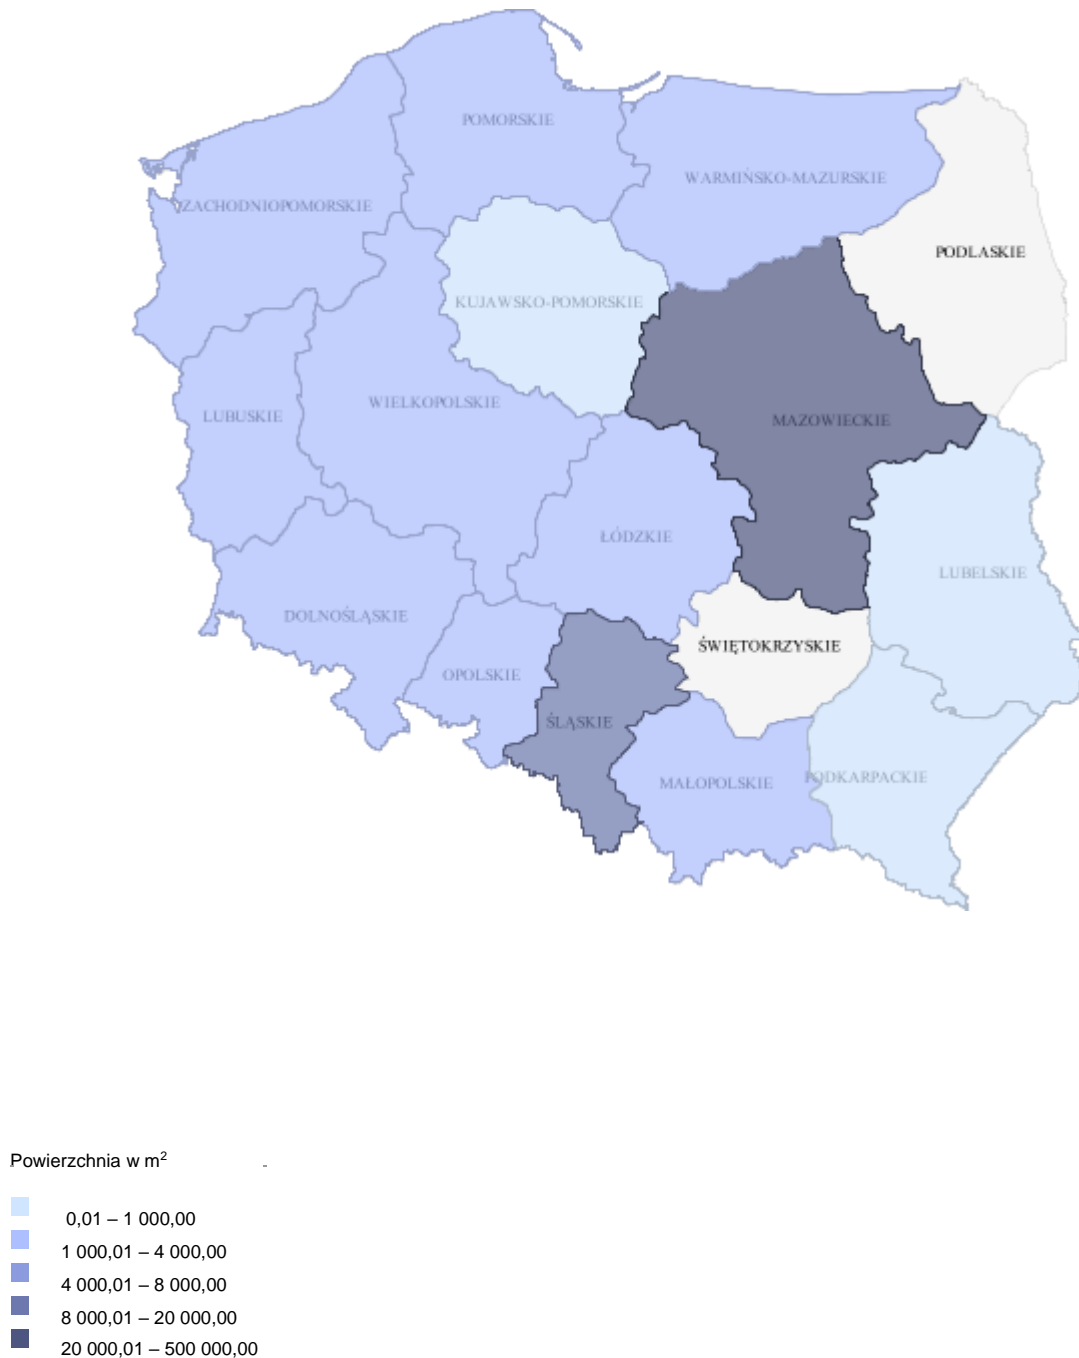 POMORSKIE
WARMIŃSKO-MAZURSKIE
ZACHODNIOPOMORSKIE
PODLASKIE
KUJAWSKO-POMORSKIE
WIELKOPOLSKIE
LUBUSKIE
MAZOWIECKIE
ŁÓDZKIE
LUBELSKIE
DOLNOŚLĄSKIE
ŚWIĘTOKRZYSKIE
OPOLSKIE
ŚLĄSKIE
MAŁOPOLSKIE
PODKARPACKIE
Powierzchnia w m²
0,01 – 1 000,00
1 000,01 – 4 000,00
4 000,01 – 8 000,00
8 000,01 – 20 000,00
20 000,01 – 500 000,00